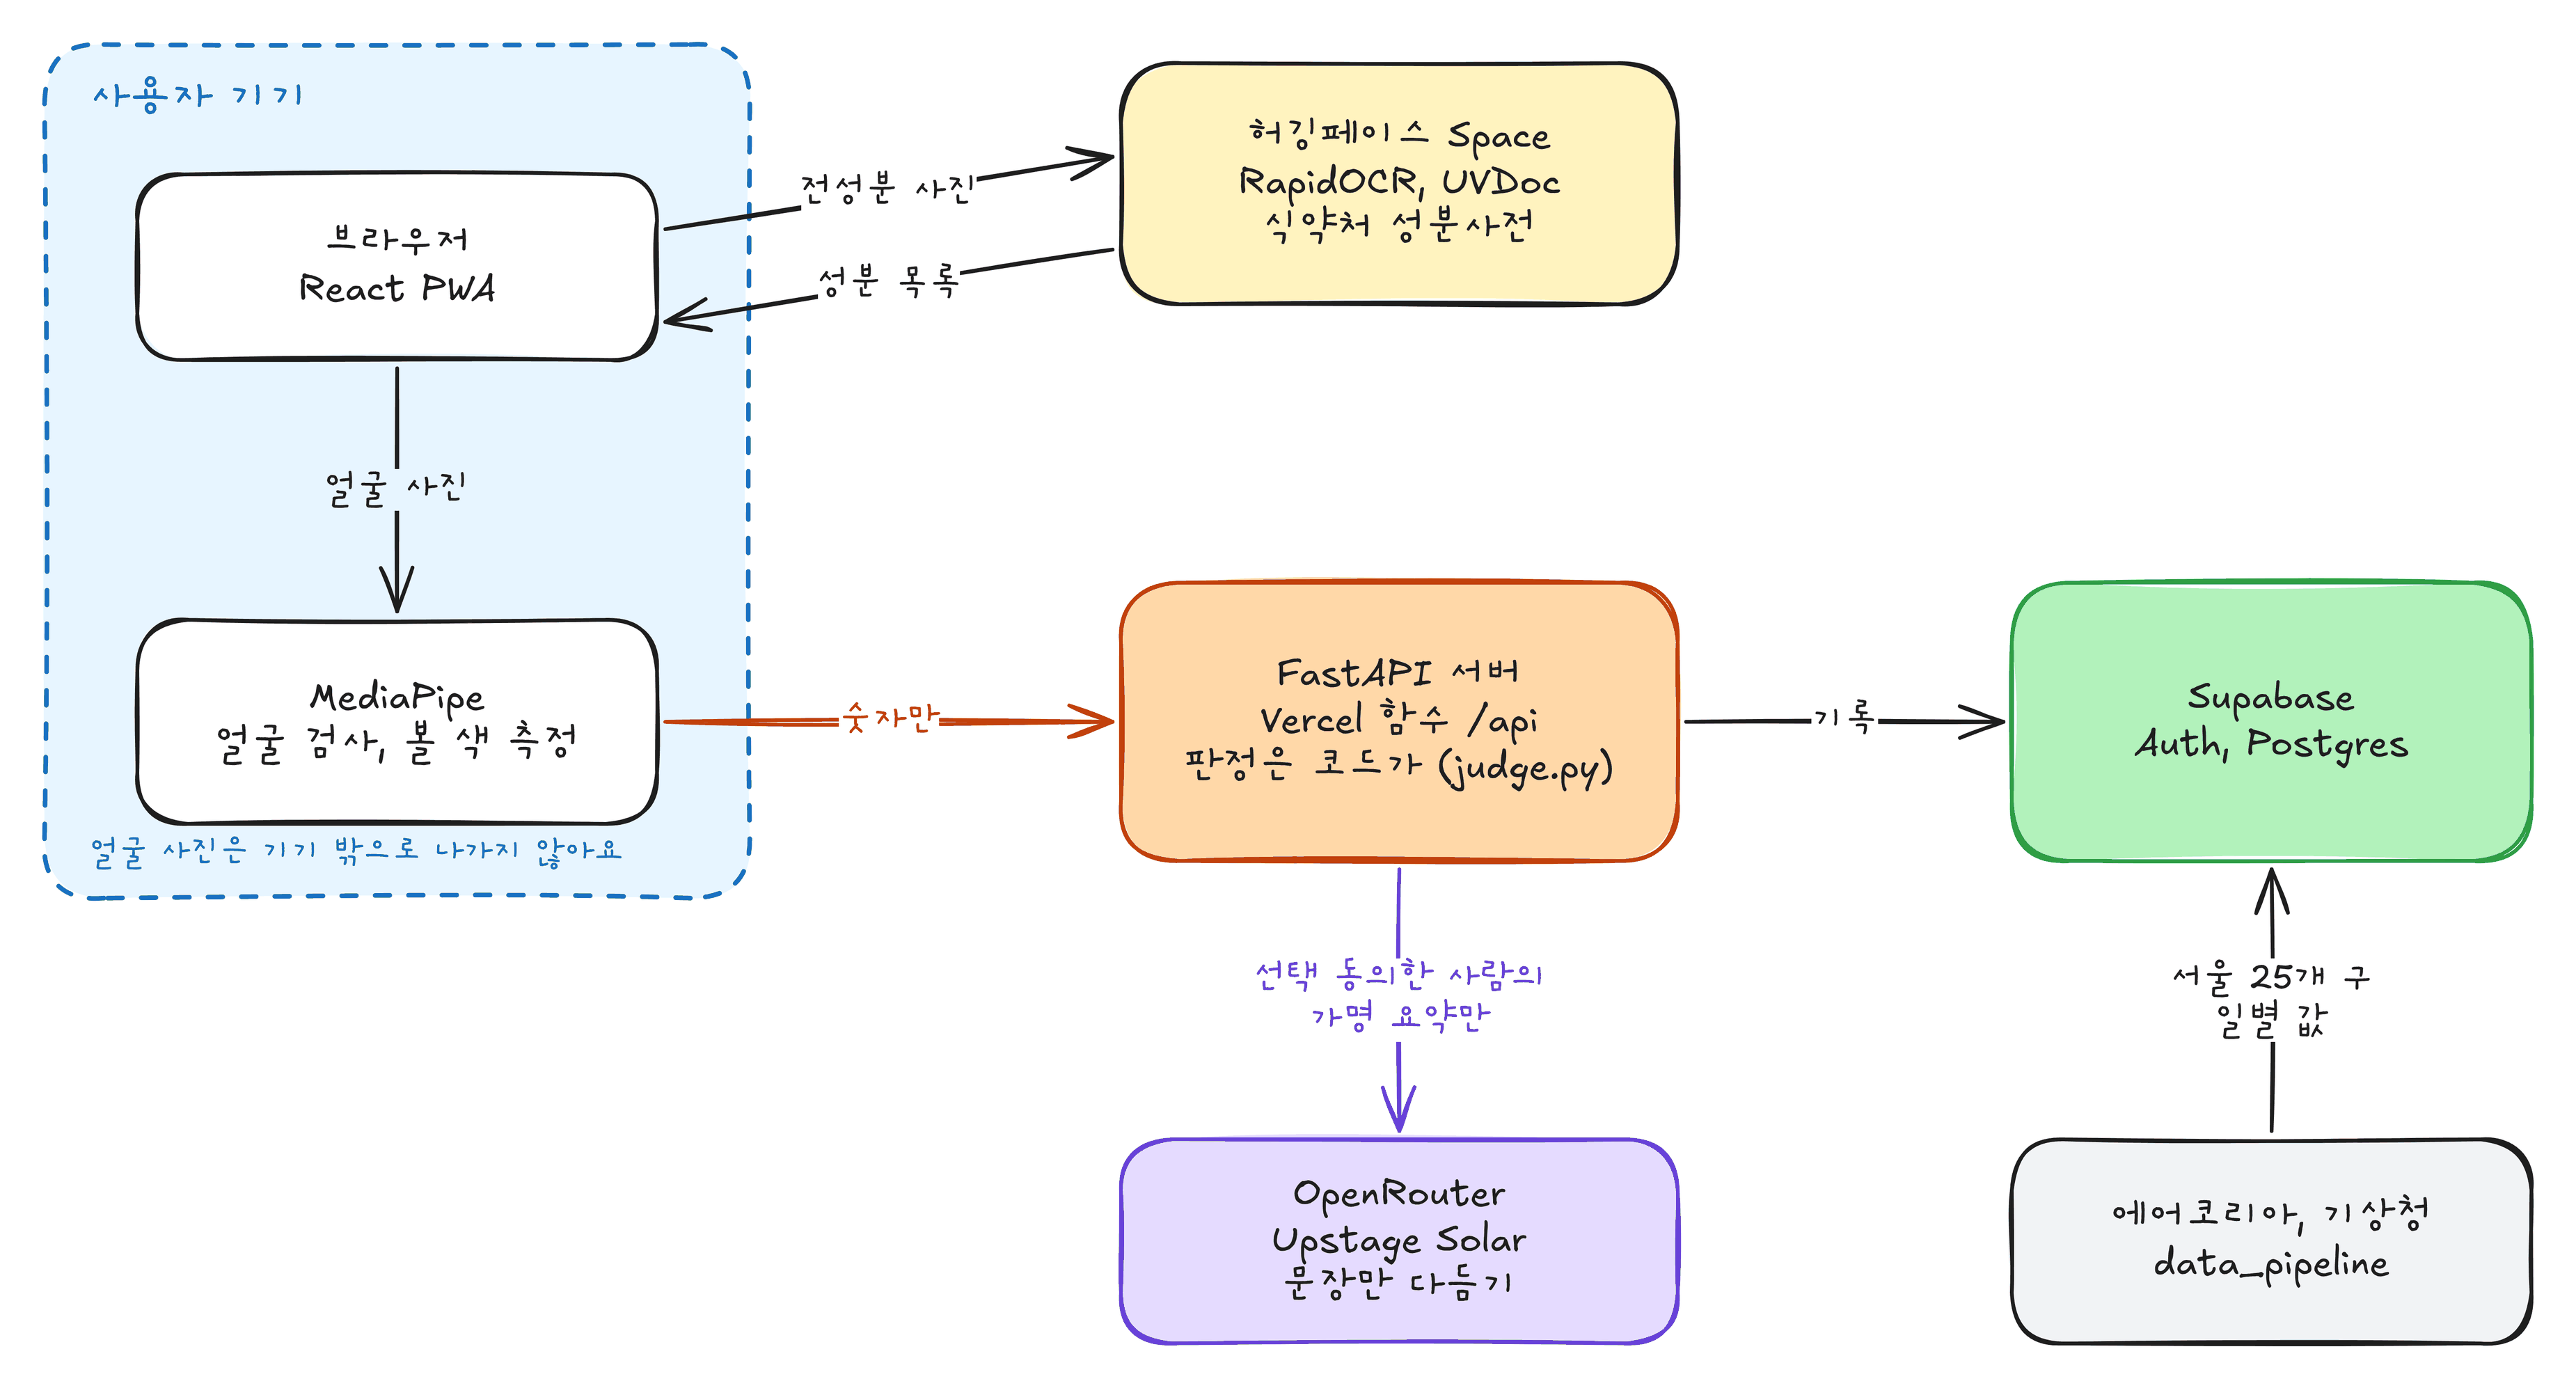 사용자 기기
브라우저
React PWA
얼굴 사진
MediaPipe
얼굴 검사, 볼 색 측정
얼굴 사진은 기기 밖으로 나가지 않아요
전성분 사진
성분 목록
허깅페이스 Space
RapidOCR, UVDoc
식약처 성분사전
숫자만
FastAPI 서버
Vercel 함수 /api
판정은 코드가 (judge.py)
기록
Supabase
Auth, Postgres
선택 동의한 사람의
가명 요약만
OpenRouter
Upstage Solar
문장만 다듬기
서울 25개 구
일별 값
에어코리아, 기상청
data_pipeline